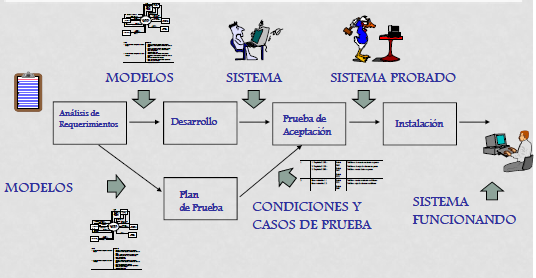 MODELOS
SISTEMA
SISTEMA PROBADO
Análisis de
Requerimientos
Desarrollo
Prueba de
Aceptación
Instalación
MODELOS
Plan
de Prueba
CONDICIONES Y
CASOS DE PRUEBA
SISTEMA
FUNCIONANDO